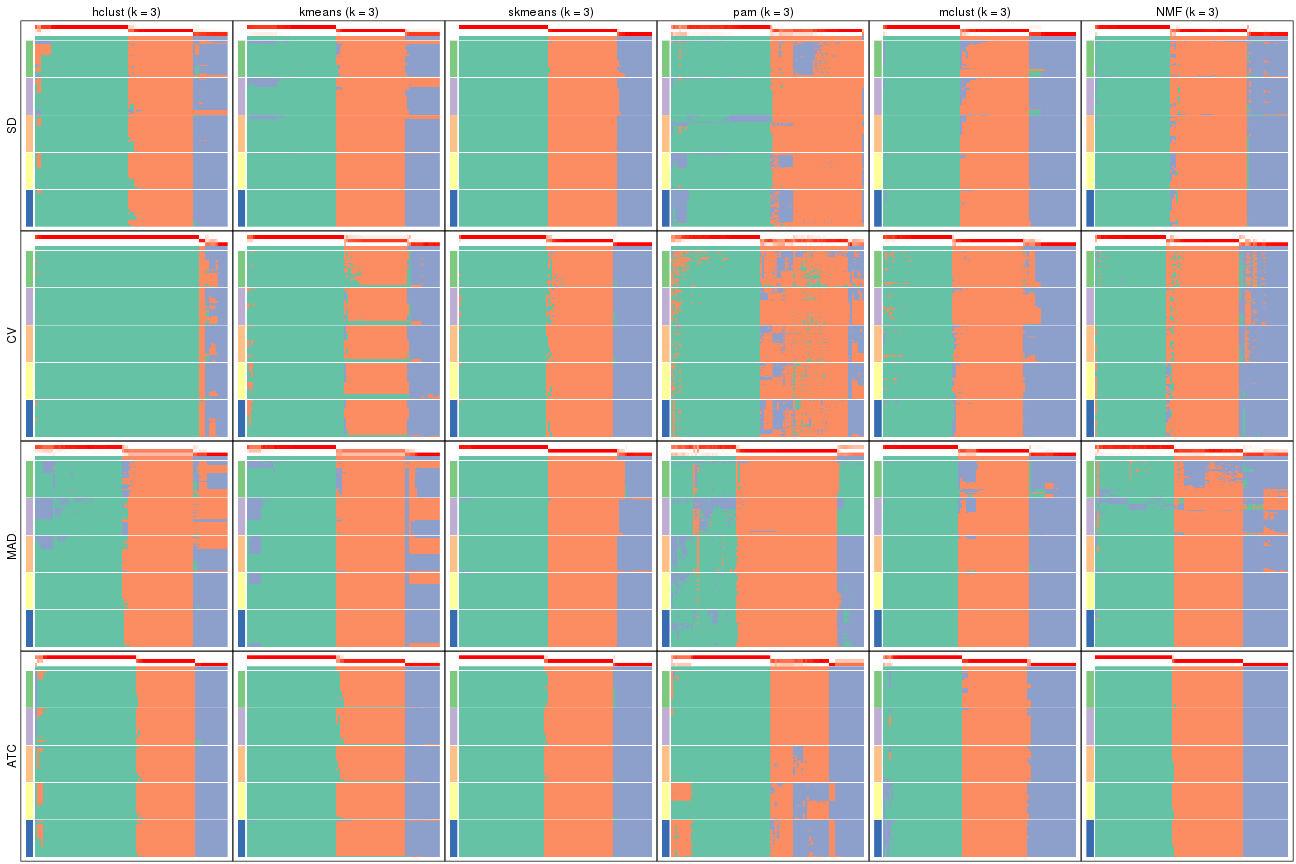 hclust (k = 3) kmeans (k = 3) skmeans (k = 3) pam (k = 3) mclust (k = 3) NMF (k = 3)
SD
CV
MAD
ATC